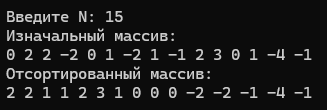 Введите N: 15
Изначальный массив:
0 2 2 -2 0 1 -2 1 -1 2 3 0 1 -4 -1
Отсортированный массив:
2 2 1 1 2 3 1 0 0 0 -2 -2 -1 -4 -1